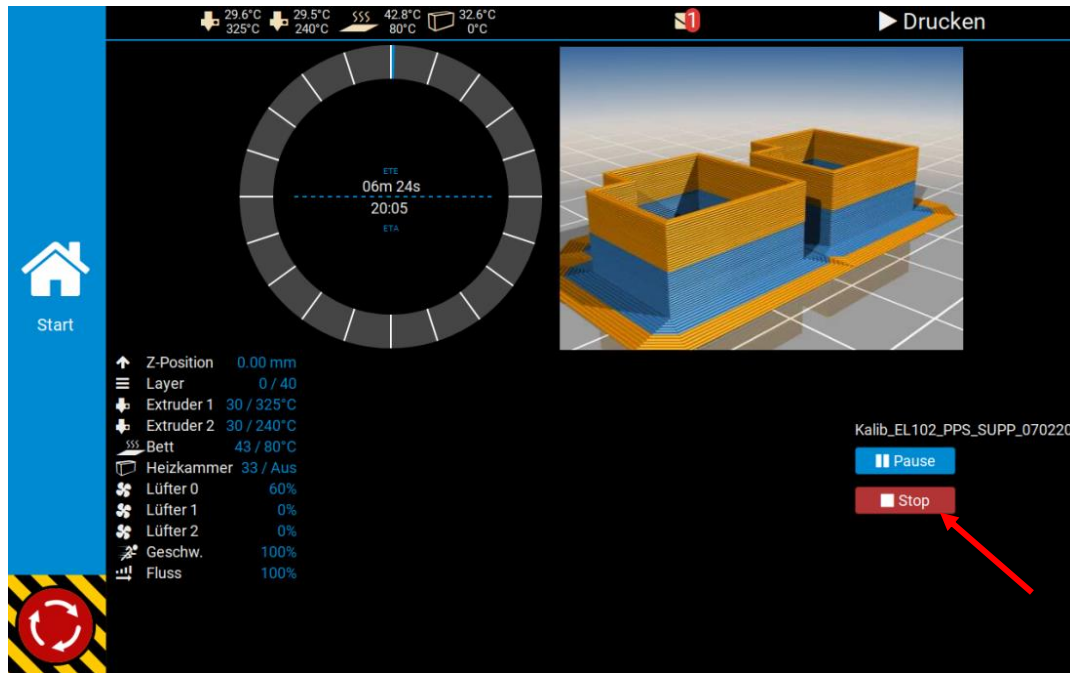 29.6°C 29.5°C 42.8°C 32.6°C
325°C 240°C 80°C 0°C
1
Drucken
ETE
06m 24s
20:05
ETA
Start
Z-Position 0.00 mm
Layer 0 / 40
Extruder 1 30 / 325°C
Extruder 2 30 / 240°C
Bett 43 / 80°C
Heizkammer 33 / Aus
Lüfter 0 60%
Lüfter 1 0%
Lüfter 2 0%
Geschw. 100%
Fluss 100%
Kalib_EL102_PPS_SUPP_070220
Pause
Stop